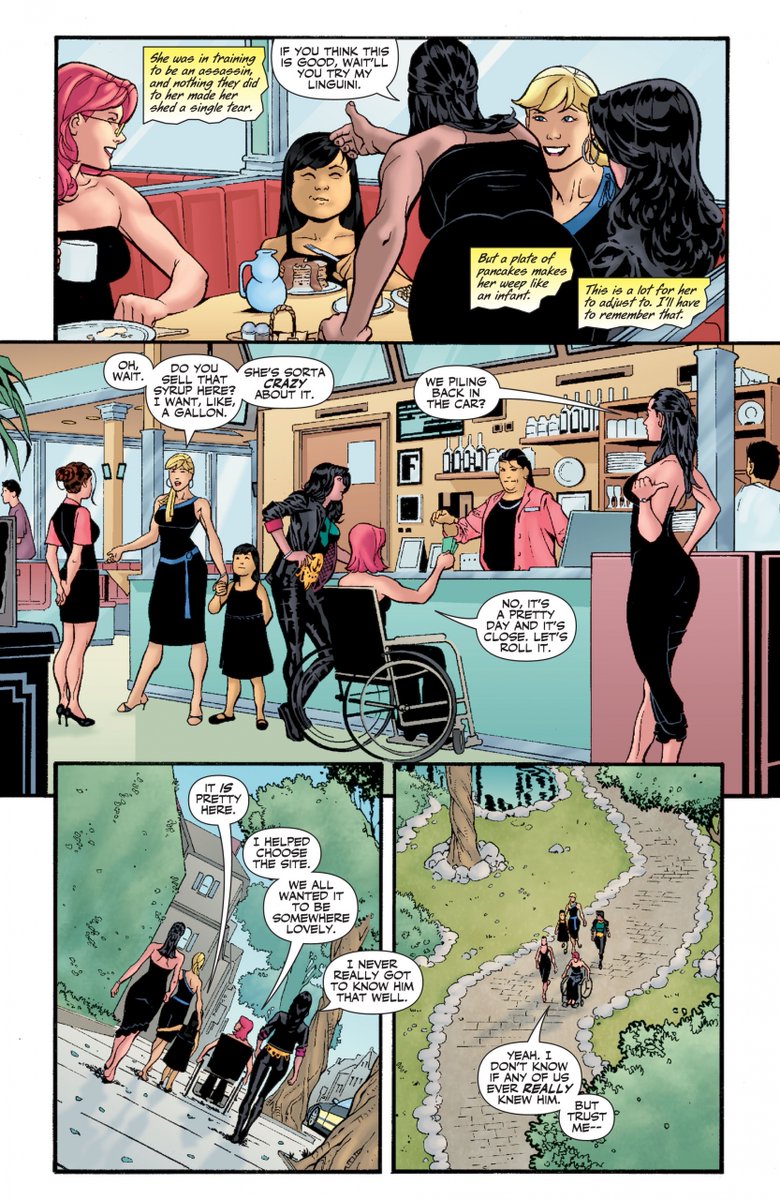 She was in training
to be an assassin,
and nothing they did
to her made her
shed a single tear.
IF YOU THINK THIS
IS GOOD, WAIT'LL
YOU TRY MY
LINGUINI.
But a plate of
pancakes makes
her weep like
an infant.
This is a lot for her
to adjust to. I'll have
to remember that.
OH,
WAIT.
DO YOU
SELL THAT
SYRUP HERE?
I WANT, LIKE,
A GALLON.
SHE'S SORTA
CRAZY
ABOUT IT.
WE PILING
BACK IN
THE CAR?
F
NO, IT'S
A PRETTY
DAY AND IT'S
CLOSE. LET'S
ROLL IT.
IT IS
PRETTY
HERE.
I HELPED
CHOOSE
THE SITE.
WE ALL
WANTED IT
TO BE
SOMEWHERE
LOVELY.
I NEVER
REALLY GOT
TO KNOW HIM
THAT WELL.
YEAH. I
DON'T KNOW
IF ANY OF US
EVER REALLY
KNEW HIM.
BUT
TRUST
ME--